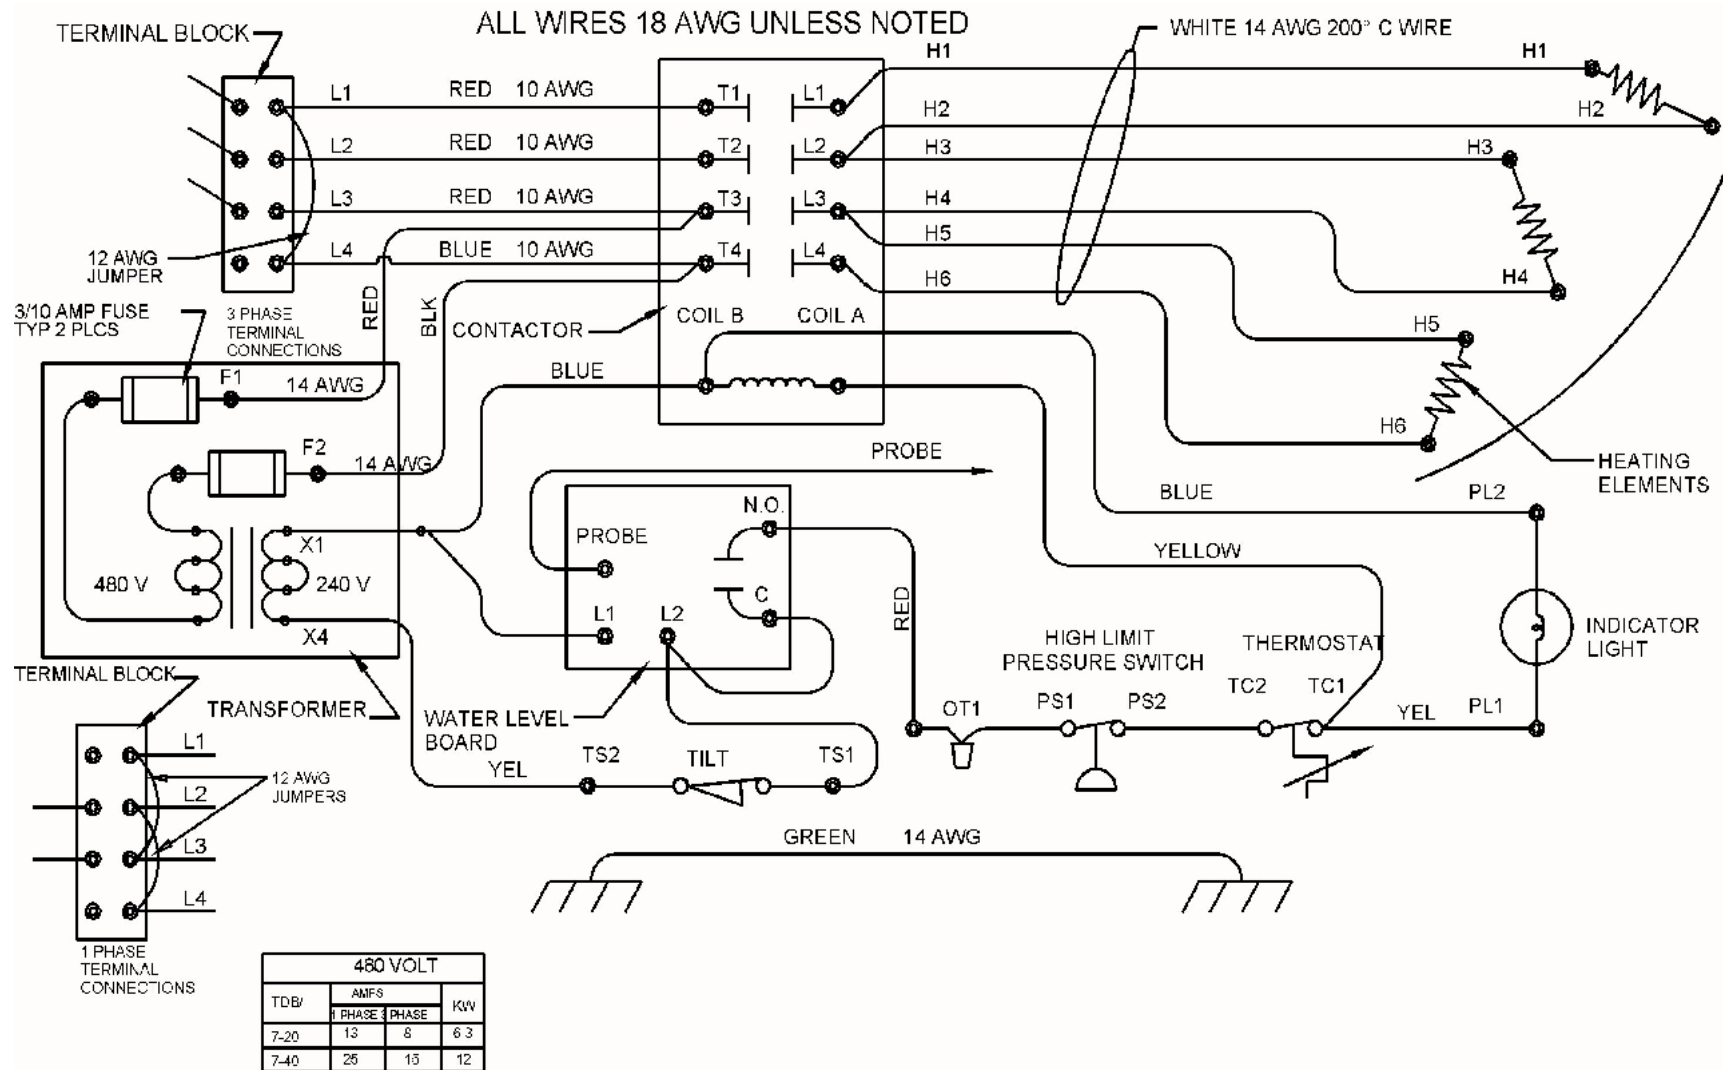 ALL WIRES 18 AWG UNLESS NOTED
TERMINAL BLOCK
WHITE 14 AWG 200° C WIRE
L1 RED 10 AWG
L2 RED 10 AWG
L3 RED 10 AWG
L4 BLUE 10 AWG
T1 L1
T2 L2
T3 L3
T4 L4
H1 H1
H2 H2
H3 H3
H4
H5
H6
H4
H5
H6
12 AWG
JUMPER
3/10 AMP FUSE
TYP 2 PLCS
3 PHASE
TERMINAL
CONNECTIONS
RED
BLK
CONTACTOR
COIL B COIL A
BLUE
F1
14 AWG
F2
14 AWG
PROBE
HEATING
ELEMENTS
BLUE
PL2
480 V
X1
240 V
X4
PROBE
N.O.
C
L1 L2
RED
YELLOW
HIGH LIMIT
PRESSURE SWITCH
THERMOSTAT
INDICATOR
LIGHT
TERMINAL BLOCK
TRANSFORMER
WATER LEVEL
BOARD
OT1
PS1 PS2
TC2 TC1
YEL
PL1
YEL
TS2
TILT
TS1
L1
L2
L3
L4
12 AWG
JUMPERS
GREEN 14 AWG
1 PHASE
TERMINAL
CONNECTIONS
480 VOLT
TDB/ AMPS KW
1 PHASE 3 PHASE
7-20 13 8 6.3
7-40 25 15 12